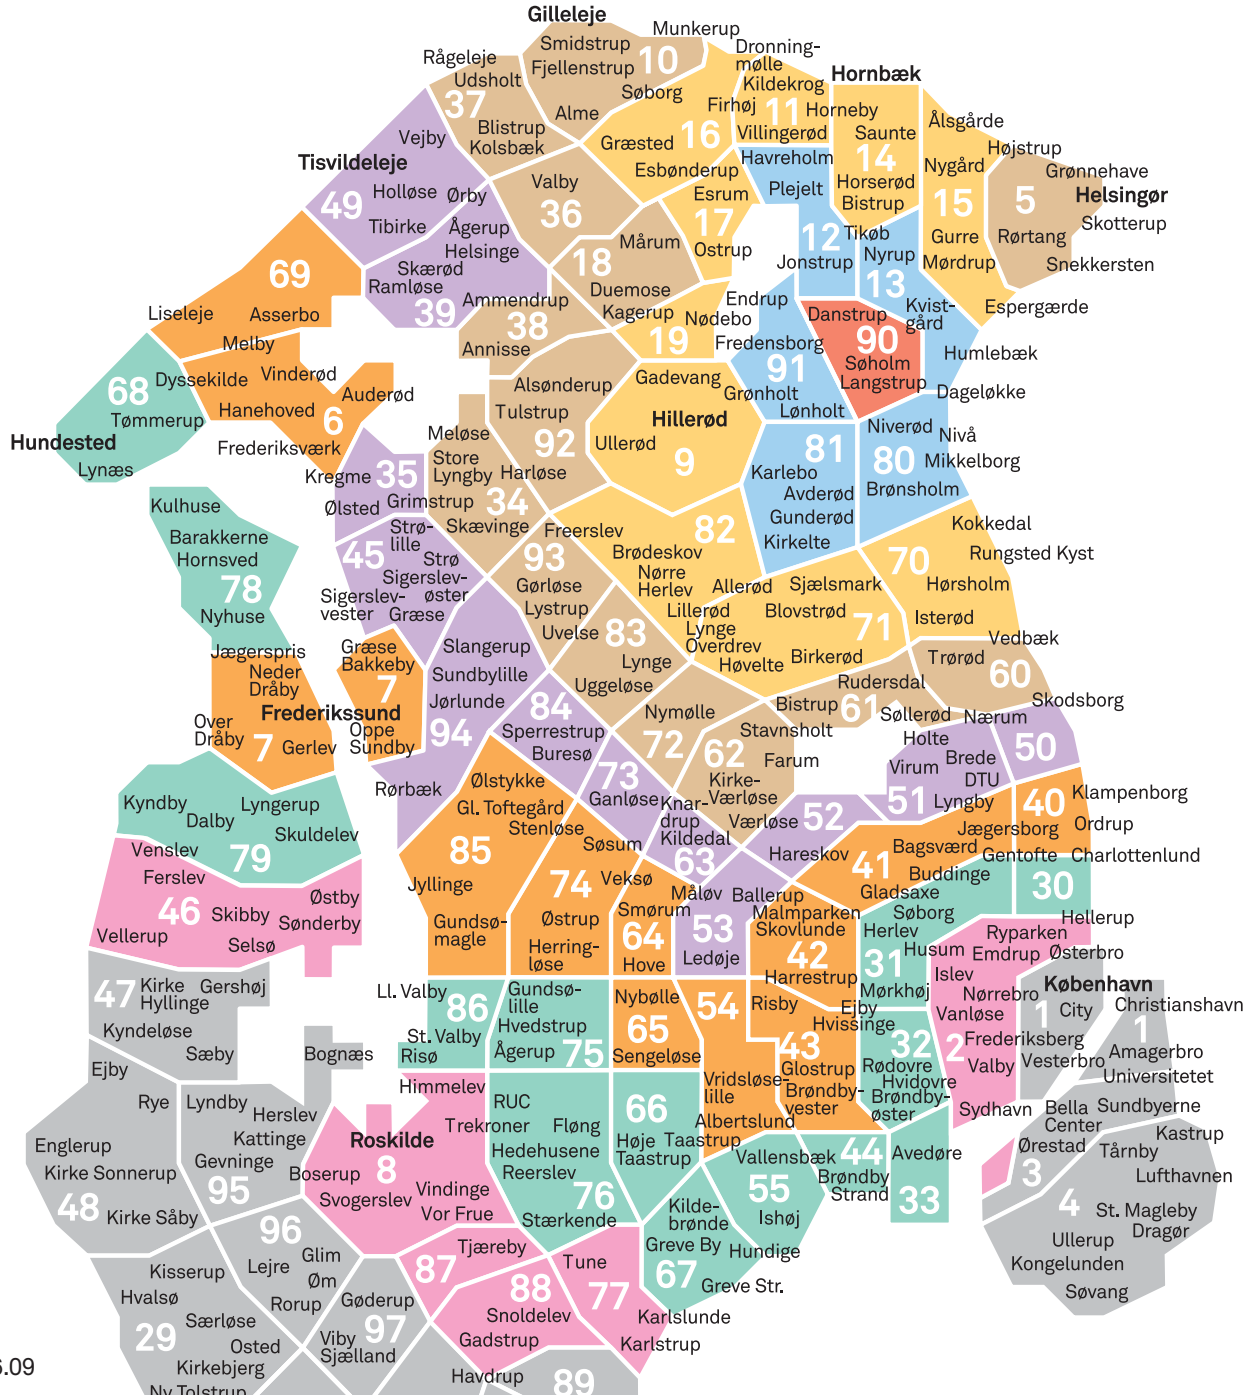 Gilleleje
Munkerup
Smidstrup
10
Dronning-
mølle
Rågeleje
Fjellenstrup
Hornbæk
Udsholt
Søborg
Kildekrog
37
Alme
Firhøj
11
Horneby
Ålsgårde
Blistrup
Kolsbæk
Græsted
16
Villingerød
Saunte
14
Højstrup
Vejby
Havreholm
Nygård
Grønnehave
Tisvildeleje
Esbønderup
Plejelt
Horserød
Bistrup
15
5
Helsingør
49
Holløse
Ørby
Valby
36
Esrum
17
Skotterup
Tibirke
Ågerup
Helsinge
Mårum
Ostrup
12
Jonstrup
Tikøb
Nyrup
13
Gurre
Mørdrup
Rørtang
Snekkersten
69
Skærød
Ramløse
39
18
Duemose
Kagerup
Espergærde
Liseleje
Asserbo
Ammendrup
38
Annisse
19
Nødebo
Endrup
Fredensborg
91
Danstrup
90
Søholm
Langstrup
Kvist-
gård
Humlebæk
Melby
68
Dyssekilde
Vinderød
Auderød
Alsønderup
Gadevang
Grønholt
Dageløkke
Tømmerup
Hanehoved
6
Tulstrup
Hillerød
Lønholt
Hundested
Lynæs
Frederiksværk
Meløse
92
Ullerød
9
81
Niverød
Nivå
80
Mikkelborg
Brønsholm
Kregme
35
Store
Lyngby
Harløse
Karlebo
Avderød
Gunderød
Kirkelte
Kulhuse
Ølsted
Grimstrup
34
Skævinge
Freerslev
82
Kokkedal
Barakkerne
Hornsved
Strø-
lille
45
Strø
93
Brødeskov
Nørre
Herlev
70
Rungsted Kyst
78
Sigerslev-
øster
Gørløse
Allerød
Sjælsmark
Hørsholm
Nyhuse
Sigerslev-
vester
Græse
Lystrup
Uvelse
83
Lillerød
Lynge
Overdrev
Blovstrød
71
Isterød
Vedbæk
Jægerspris
Græse
Bakkeby
Slangerup
Lynge
Høvelte
Birkerød
Trørød
60
Neder
Dråby
7
Sundbylille
Uggeløse
Rudersdal
Skodsborg
Over
Dråby
Frederikssund
Jørlunde
84
Nymølle
Bistrup
61
Søllerød
Nærum
7
Gerlev
Oppe
Sundby
94
Sperrestrup
Buresø
72
62
Stavnsholt
Holte
50
Rørbæk
Ølstykke
73
Farum
Virum
Brede
DTU
Kyndby
Dalby
Lyngerup
Gl. Toftegård
Ganløse
Kirke-
Værløse
51
Lyngby
40
Klampenborg
Skuldelev
Stenløse
Knar-
drup
Kildedal
Værløse
52
Jægersborg
Ordrup
Venslev
79
85
Søsum
63
Hareskov
Bagsværd
Gentofte
Charlottenlund
Ferslev
Jyllinge
74
Veksø
Måløv
Ballerup
41
Buddinge
30
46
Skibby
Østby
Smørum
Malmparken
Gladsaxe
Vellerup
Selsø
Sønderby
Gundsø-
magle
Østrup
64
53
Skovlunde
Søborg
Hellerup
Herring-
løse
Hove
Ledøje
42
Herlev
Ryparken
47
Kirke
Hyllinge
Gershøj
Harrestrup
31
Husum
Emdrup
Østerbro
Ll. Valby
86
Gundsø-
lille
Nybølle
54
Risby
Mørkhøj
Islev
Nørrebro
København
Kyndeløse
St. Valby
Hvedstrup
65
Ejby
Vanløse
1
City
Christianshavn
Sæby
Bognæs
Risø
Ågerup
75
Sengeløse
Hvissinge
43
32
2
Frederiksberg
1
Ejby
Himmelev
Vridsløse-
lille
Glostrup
Rødovre
Valby
Vesterbro
Amagerbro
Rye
Lyndby
Herslev
RUC
66
Brøndby-
vester
Hvidovre
Brøndby-
øster
Universitetet
Kattinge
Roskilde
Trekroner
Fløng
Albertslund
Sydhavn
Bella
Center
Sundbyerne
Englerup
Gevninge
8
Hedehusene
Høje
Taastrup
Taastrup
Vallensbæk
44
Avedøre
Ørestad
Kastrup
Kirke Sonnerup
95
Boserup
Reerslev
Brøndby
Strand
3
Tårnby
48
Kirke Såby
Svogerslev
Vindinge
Vor Frue
76
55
33
Lufthavnen
96
Stærkende
Kilde-
brønde
Ishøj
4
St. Magleby
Dragør
Kisserup
Lejre
Glim
Øm
Tjæreby
Greve By
Hundige
Ullerup
Hvalsø
Rorup
Gøderup
87
88
Tune
67
Greve Str.
Kongelunden
Særløse
77
Søvang
29
Osted
Viby
Sjælland
97
Snoldelev
Karlslunde
Kirkebjerg
Gadstrup
Karlstrup
6.09
Ny Tolstrup
Havdrup
89